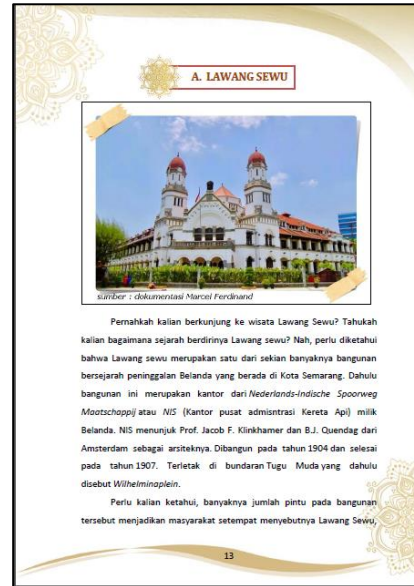 A. LAWANG SEWU
sumber : dokumentasi Marcel Ferdinand
Pernahkah kalian berkunjung ke wisata Lawang Sewu? Tahukah
kalian bagaimana sejarah berdirinya Lawang sewu? Nah, perlu diketahui
bahwa Lawang sewu merupakan satu dari sekian banyaknya bangunan
bersejarah peninggalan Belanda yang berada di Kota Semarang. Dahulu
bangunan ini merupakan kantor dari Nederlands-Indische Spoorweg
Maatschappij atau NIS (Kantor pusat admisntrasi Kereta Api) milik
Belanda. NIS menunjuk Prof. Jacob F. Klinkhamer dan B.J. Quendag dari
Amsterdam sebagai arsiteknya. Dibangun pada tahun 1904 dan selesai
pada tahun 1907. Terletak di bundaran Tugu Muda yang dahulu
disebut Wilhelminaplein.
Perlu kalian ketahui, banyaknya jumlah pintu pada bangunan
tersebut menjadikan masyarakat setempat menyebutnya Lawang Sewu,
13